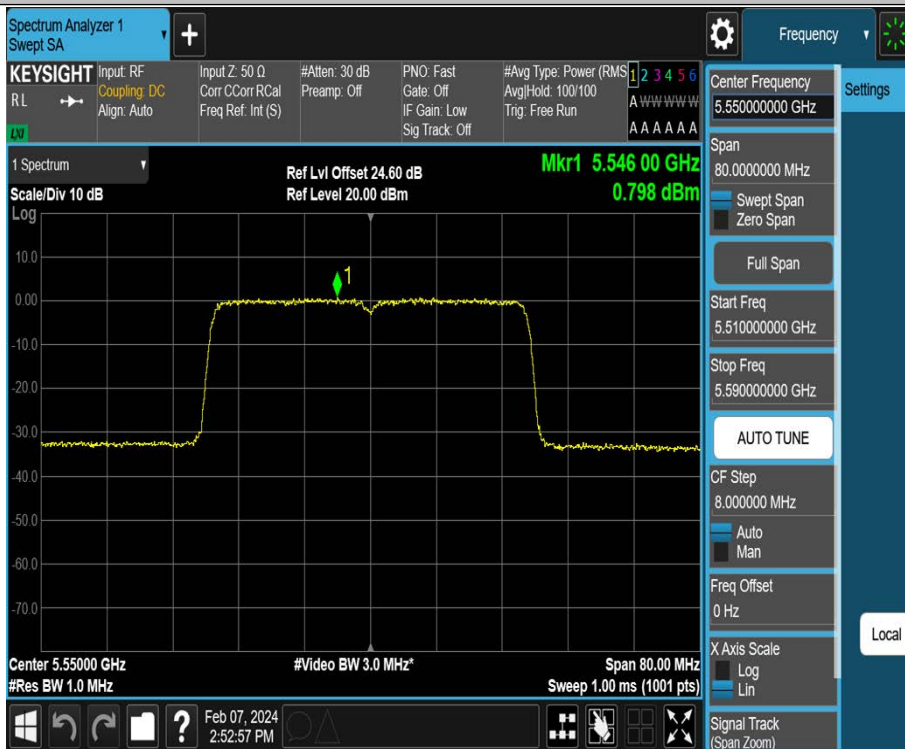 Spectrum Analyzer 1
Swept SA
+
Frequency
KEYSIGHT
RL
LXI
Input: RF
Coupling: DC
Align: Auto
Input Z: 50 Ω
Corr CCorr RCal
Freq Ref: Int (S)
#Atten: 30 dB
Preamp: Off
PNO: Fast
Gate: Off
IF Gain: Low
Sig Track: Off
#Avg Type: Power (RMS
Avg|Hold: 100/100
Trig: Free Run
1 2 3 4 5 6
A W W W W W
A A A A A A
1 Spectrum
Scale/Div 10 dB
Log
Ref Lvl Offset 24.60 dB
Ref Level 20.00 dBm
Mkr1 5.546 00 GHz
0.798 dBm
1
10.0
0.00
-10.0
-20.0
-30.0
-40.0
-50.0
-60.0
-70.0
Center 5.55000 GHz
#Res BW 1.0 MHz
#Video BW 3.0 MHz*
Span 80.00 MHz
Sweep 1.00 ms (1001 pts)
?
Feb 07, 2024
2:52:57 PM
Center Frequency
5.550000000 GHz
Span
80.0000000 MHz
Swept Span
Zero Span
Full Span
Start Freq
5.510000000 GHz
Stop Freq
5.590000000 GHz
AUTO TUNE
CF Step
8.000000 MHz
Auto
Man
Freq Offset
0 Hz
X Axis Scale
Log
Lin
Signal Track
(Span Zoom)
Settings
Local